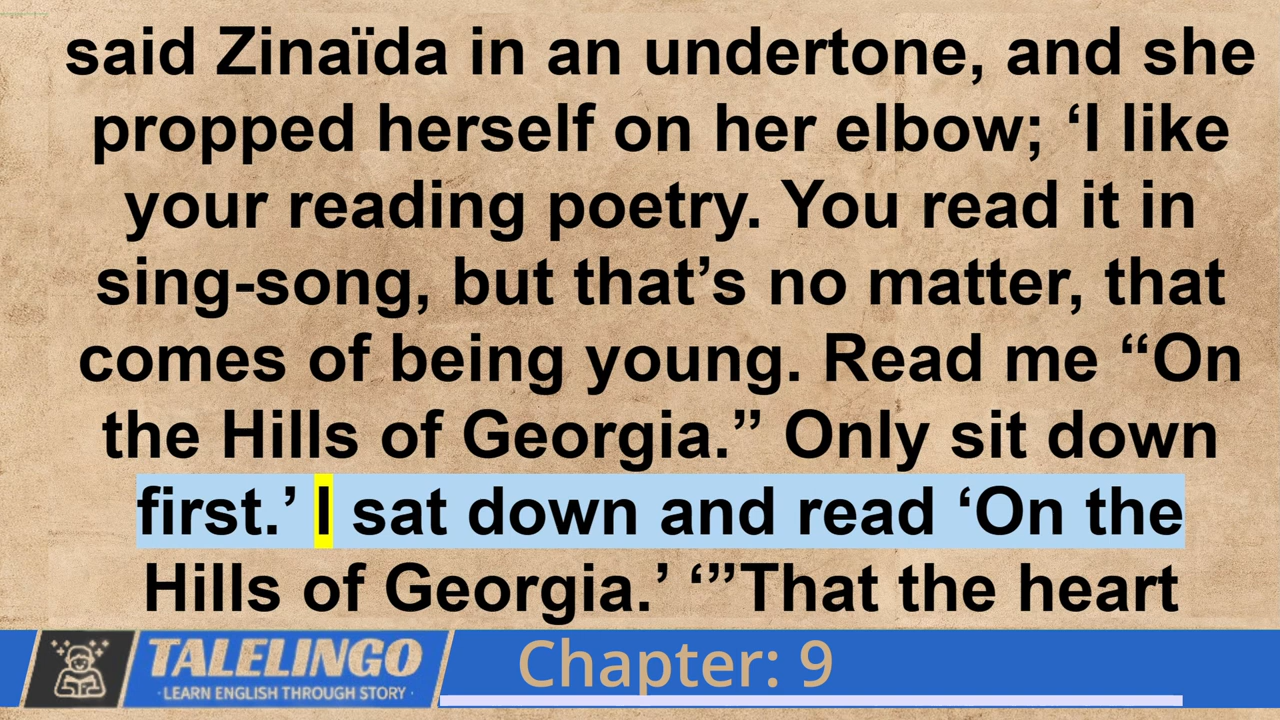 said Zinaïda in an undertone, and she
propped herself on her elbow; ‘I like
your reading poetry. You read it in
sing-song, but that’s no matter, that
comes of being young. Read me “On
the Hills of Georgia.” Only sit down
first.’ I sat down and read ‘On the
Hills of Georgia.’ ‘”That the heart
TALELINGO
· LEARN ENGLISH THROUGH STORY ·
Chapter: 9